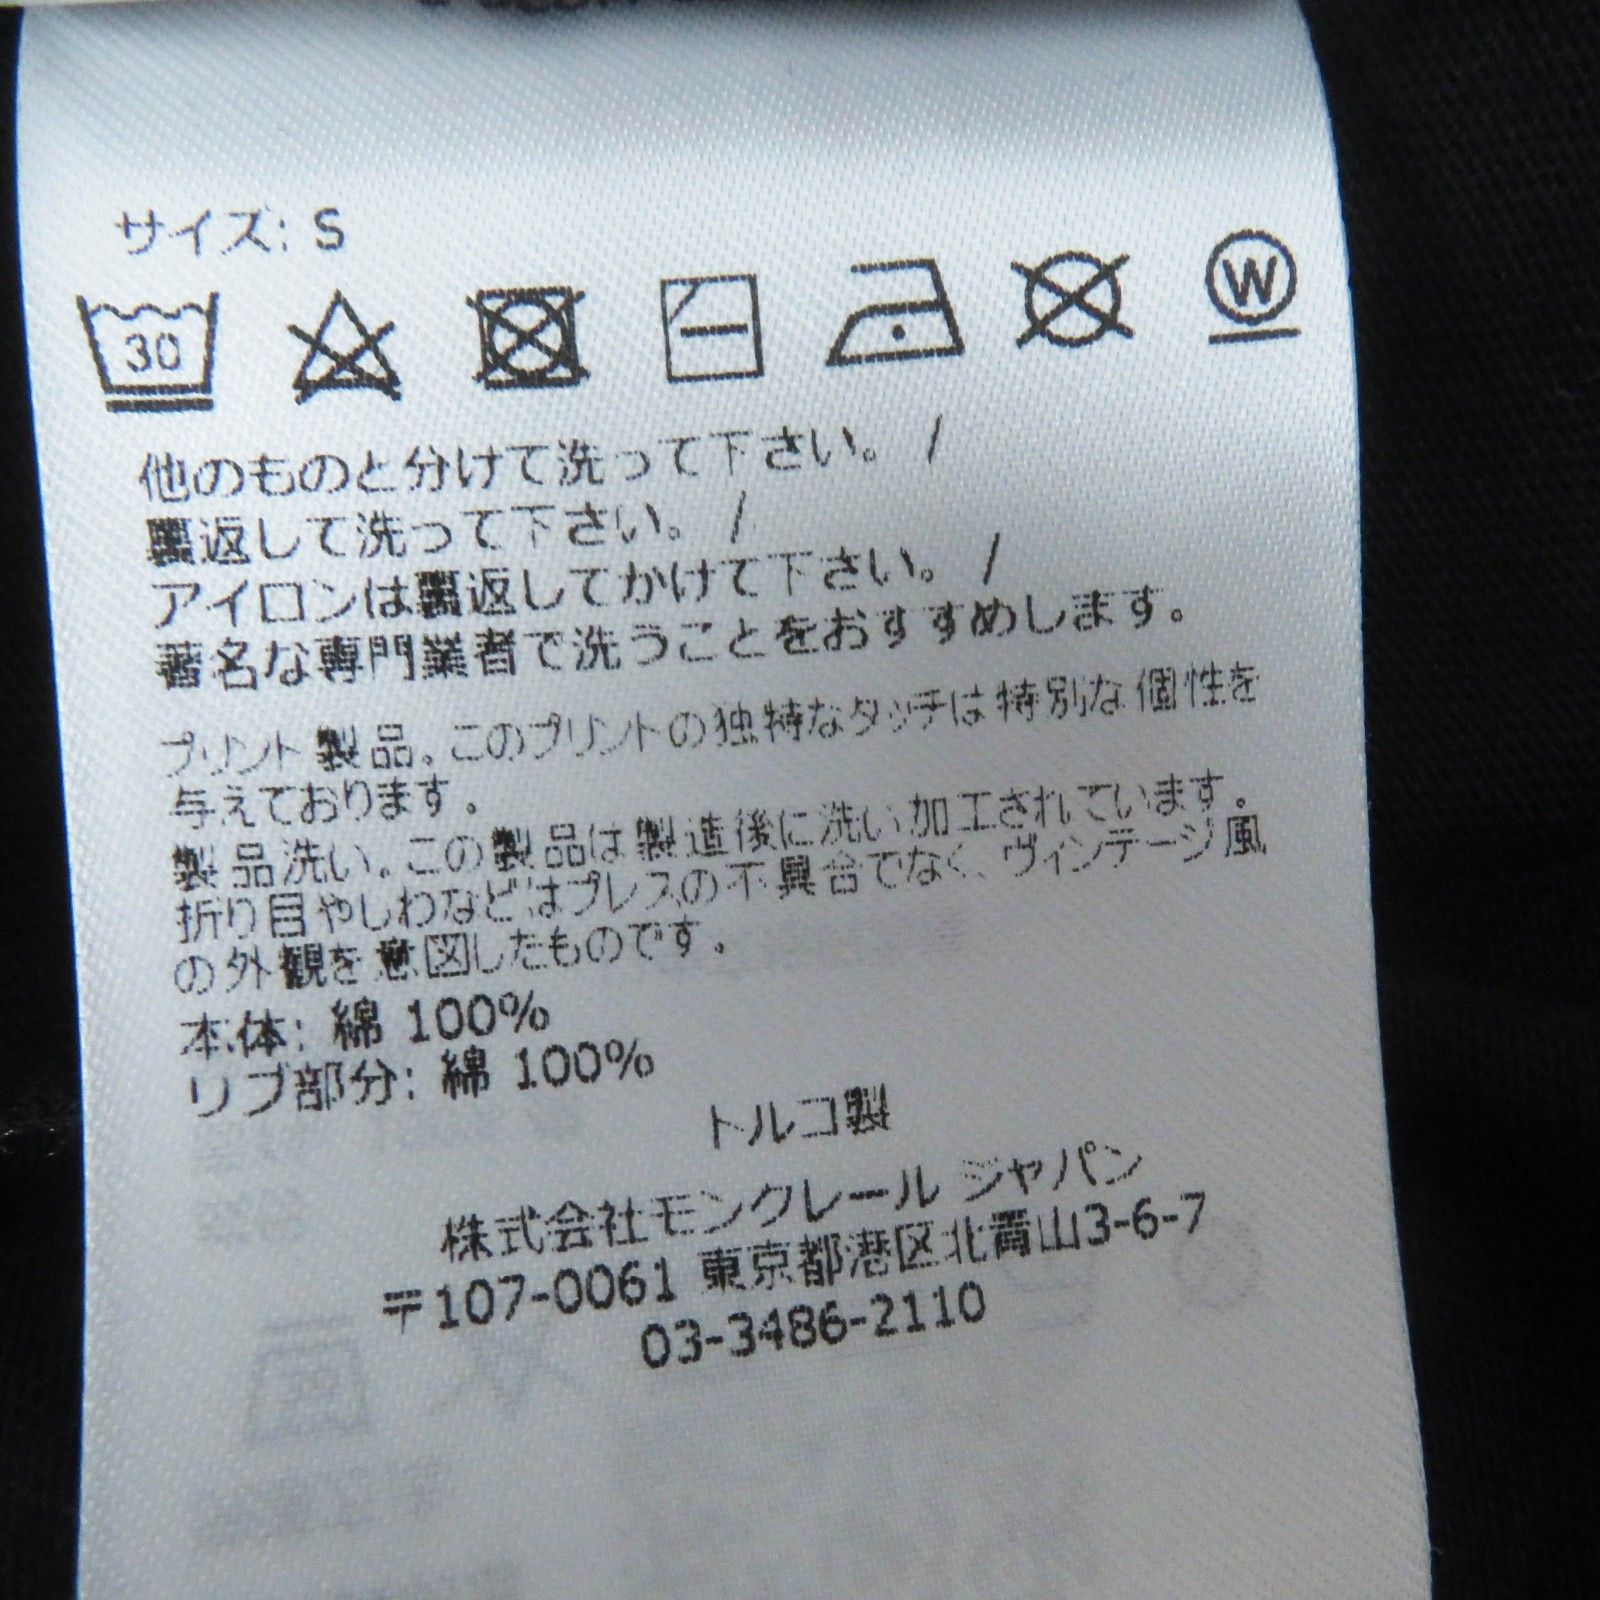 サイズ: S
30
W
他のものと分けて洗って下さい。 /
裏返して洗って下さい。 /
アイロンは裏返してかけて下さい。 /
著名な専門業者で洗うことをおすすめします。
プリント製品。このプリントの独特なタッチは特別な個性を
与えております。
製品洗い。この製品は製造後に洗い加工されています。
折り目やしわなどはプレスの不具合でなく、ヴィンテージ風
の外観を意図したものです。
本体: 綿 100%
リブ部分: 綿 100%
トルコ製
株式会社モンクレール ジャパン
〒107-0061 東京都港区北青山3-6-7
03-3486-2110